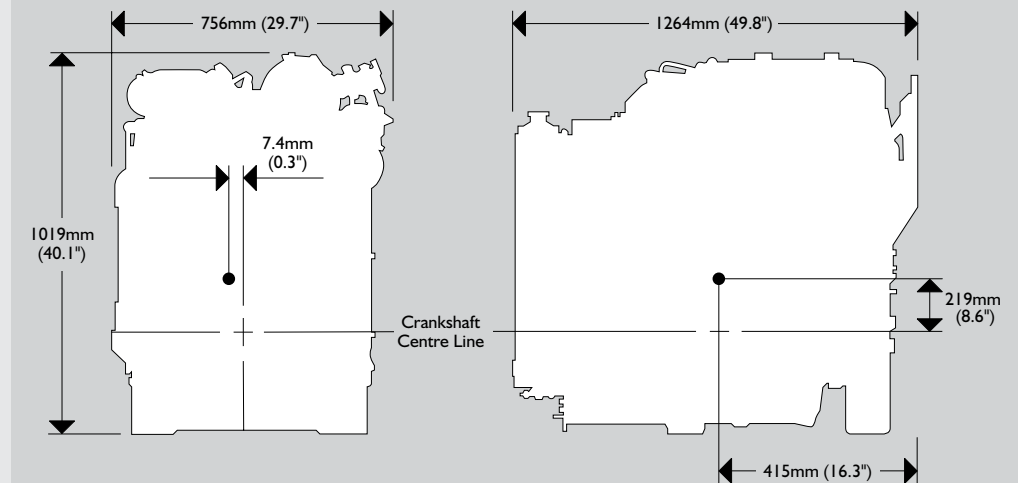 756mm (29.7")
1264mm (49.8")
7.4mm
(0.3")
1019mm
(40.1")
219mm
(8.6")
Crankshaft
Centre Line
415mm (16.3")